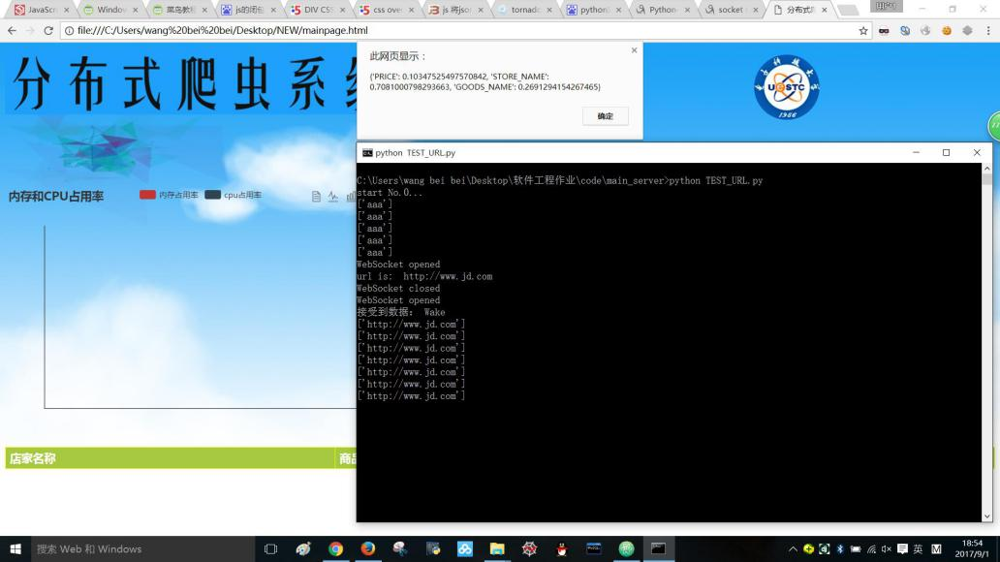 JavaScr
Window
菜鸟教程
js的闭包
DIV CSS
css ove
js 将jso
tornado
python
Python-
socket
分布式
file:///C:/Users/wang%20bei%20bei/Desktop/NEW/mainpage.html
分布式爬虫系
此网页显示：
{'PRICE': 0.10347525497570842, 'STORE_NAME':
0.7081000798293663, 'GOODS_NAME': 0.2691294154267465}
确定
UESTC
1956
内存和CPU占用率
内存占用率
cpu占用率
python TEST_URL.py
C:\Users\wang bei bei\Desktop\软件工程作业\code\main_server>python TEST_URL.py
start No.0...
['aaa']
['aaa']
['aaa']
['aaa']
['aaa']
WebSocket opened
url is: http://www.jd.com
WebSocket closed
WebSocket opened
接受到数据： Wake
['http://www.jd.com']
['http://www.jd.com']
['http://www.jd.com']
['http://www.jd.com']
['http://www.jd.com']
['http://www.jd.com']
['http://www.jd.com']
店家名称
商品
搜索 Web 和 Windows
英
M
18:54
2017/9/1